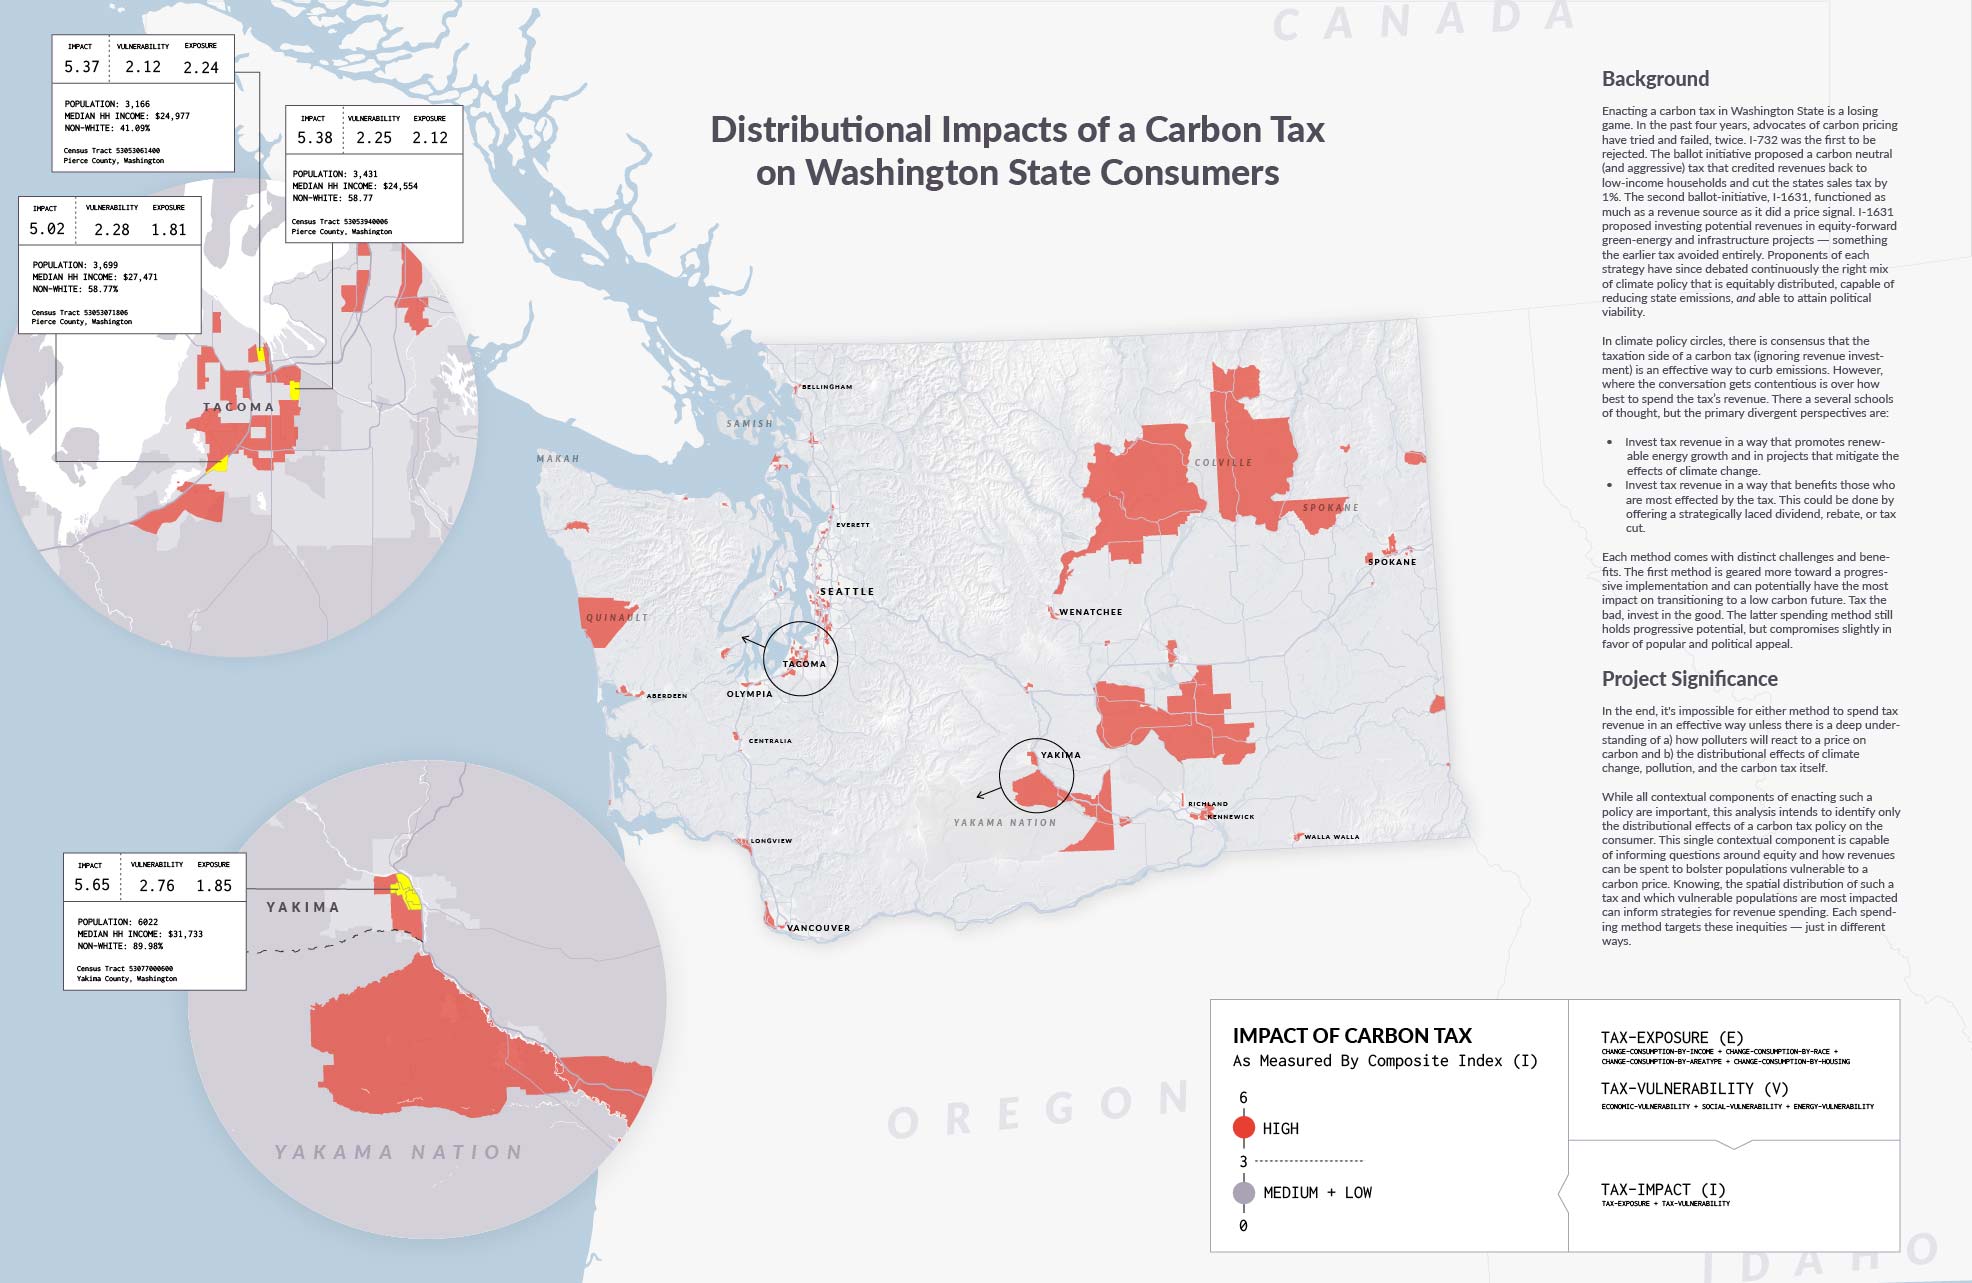 CANADA
Distributional Impacts of a Carbon Tax
on Washington State Consumers
IMPACT VULNERABILITY EXPOSURE
5.37 2.12 2.24
POPULATION: 3,166
MEDIAN HH INCOME: $24,977
NON-WHITE: 41.09%
Census Tract 53053061400
Pierce County, Washington
IMPACT VULNERABILITY EXPOSURE
5.38 2.25 2.12
POPULATION: 3,431
MEDIAN HH INCOME: $24,554
NON-WHITE: 58.77
Census Tract 53053940006
Pierce County, Washington
IMPACT VULNERABILITY EXPOSURE
5.02 2.28 1.81
POPULATION: 3,699
MEDIAN HH INCOME: $27,471
NON-WHITE: 58.77%
Census Tract 53053071806
Pierce County, Washington
TACOMA
IMPACT VULNERABILITY EXPOSURE
5.65 2.76 1.85
POPULATION: 6022
MEDIAN HH INCOME: $31,733
NON-WHITE: 89.98%
Census Tract 53077000600
Yakima County, Washington
YAKIMA
YAKAMA NATION
BELLINGHAM
SAMISH
MAKAH
COLVILLE
SPOKANE
EVERETT
SPOKANE
SEATTLE
WENATCHEE
QUINAULT
TACOMA
OLYMPIA
ABERDEEN
CENTRALIA
YAKIMA
RICHLAND
KENNEWICK
YAKAMA NATION
WALLA WALLA
LONGVIEW
VANCOUVER
OREGON
IDAHO
Background
Enacting a carbon tax in Washington State is a losing
game. In the past four years, advocates of carbon pricing
have tried and failed, twice. I-732 was the first to be
rejected. The ballot initiative proposed a carbon neutral
(and aggressive) tax that credited revenues back to
low-income households and cut the states sales tax by
1%. The second ballot-initiative, I-1631, functioned as
much as a revenue source as it did a price signal. I-1631
proposed investing potential revenues in equity-forward
green-energy and infrastructure projects — something
the earlier tax avoided entirely. Proponents of each
strategy have since debated continuously the right mix
of climate policy that is equitably distributed, capable of
reducing state emissions, and able to attain political
viability.
In climate policy circles, there is consensus that the
taxation side of a carbon tax (ignoring revenue invest-
ment) is an effective way to curb emissions. However,
where the conversation gets contentious is over how
best to spend the tax's revenue. There a several schools
of thought, but the primary divergent perspectives are:
• Invest tax revenue in a way that promotes renew-
able energy growth and in projects that mitigate the
effects of climate change.
• Invest tax revenue in a way that benefits those who
are most effected by the tax. This could be done by
offering a strategically laced dividend, rebate, or tax
cut.
Each method comes with distinct challenges and bene-
fits. The first method is geared more toward a progres-
sive implementation and can potentially have the most
impact on transitioning to a low carbon future. Tax the
bad, invest in the good. The latter spending method still
holds progressive potential, but compromises slightly in
favor of popular and political appeal.
Project Significance
In the end, it's impossible for either method to spend tax
revenue in an effective way unless there is a deep under-
standing of a) how polluters will react to a price on
carbon and b) the distributional effects of climate
change, pollution, and the carbon tax itself.
While all contextual components of enacting such a
policy are important, this analysis intends to identify only
the distributional effects of a carbon tax policy on the
consumer. This single contextual component is capable
of informing questions around equity and how revenues
can be spent to bolster populations vulnerable to a
carbon price. Knowing, the spatial distribution of such a
tax and which vulnerable populations are most impacted
can inform strategies for revenue spending. Each spend-
ing method targets these inequities — just in different
ways.
IMPACT OF CARBON TAX
As Measured By Composite Index (I)
6
HIGH
3
MEDIUM + LOW
0
TAX-EXPOSURE (E)
CHANGE-CONSUMPTION-BY-INCOME + CHANGE-CONSUMPTION-BY-RACE +
CHANGE-CONSUMPTION-BY-AREATYPE + CHANGE-CONSUMPTION-BY-HOUSING
TAX-VULNERABILITY (V)
ECONOMIC-VULNERABILITY + SOCIAL-VULNERABILITY + ENERGY-VULNERABILITY
TAX-IMPACT (I)
TAX-EXPOSURE + TAX-VULNERABILITY